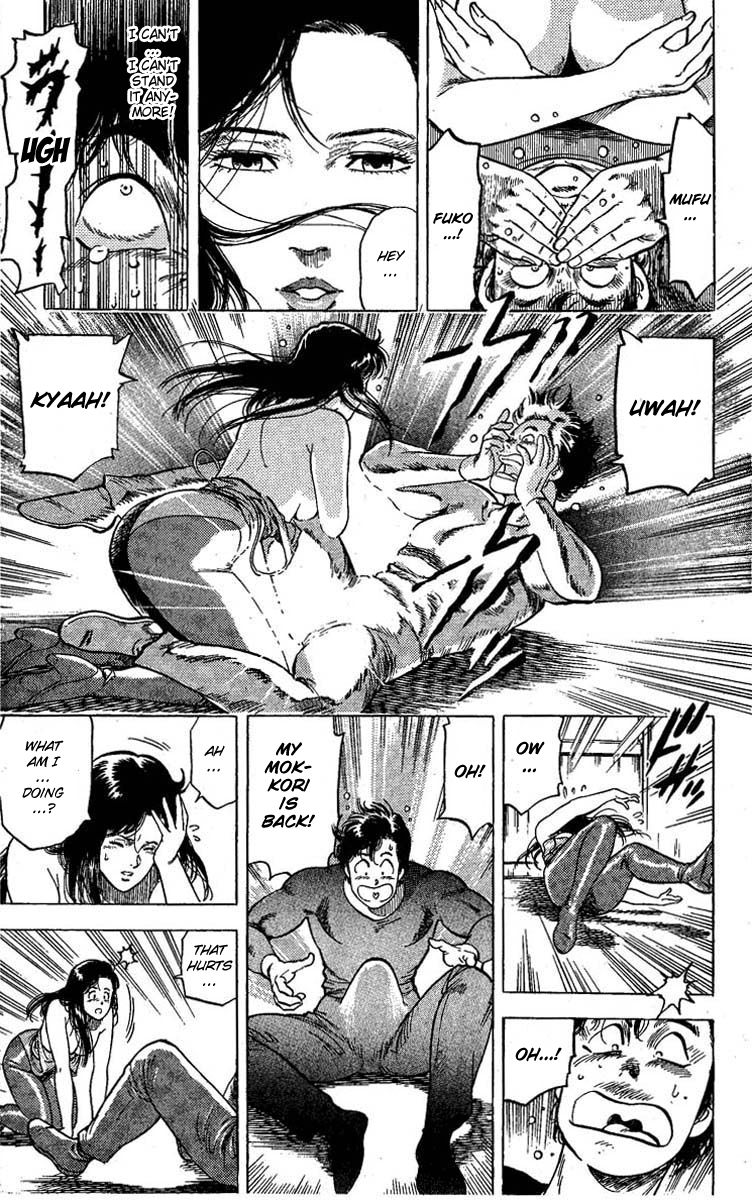 MUFU
...
FUKO
...!
HEY
...
I CAN'T
...
I CAN'T
STAND
IT ANY-
MORE!
UGH
UWAH!
KYAAH!
OW
...
OH...!
OH!
MY
MOK-
KORI
IS
BACK!
AH
...
WHAT
AM I
...
DOING
...?
THAT
HURTS
...